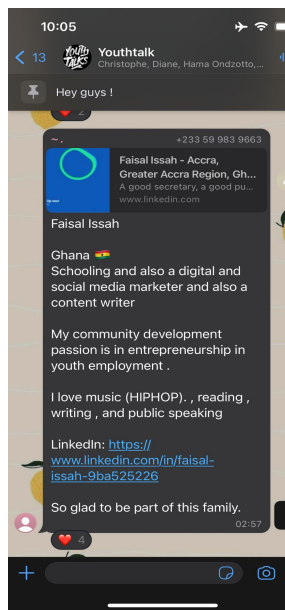 10:05
13
Youth
TALKS
Youthtalk
Christophe, Diane, Hama Ondzotto,...
Hey guys !
2
~ .
+233 59 983 9663
Faisal Issah - Accra,
Greater Accra Region, Gh...
A good secretary, a good pu...
www.linkedin.com
Faisal Issah
Ghana 🇬🇭
Schooling and also a digital and
social media marketer and also a
content writer
My community development
passion is in entrepreneurship in
youth employment .
I love music (HIPHOP). , reading ,
writing , and public speaking
LinkedIn: https://
www.linkedin.com/in/faisal-
issah-9ba525226
So glad to be part of this family.
02:57
4